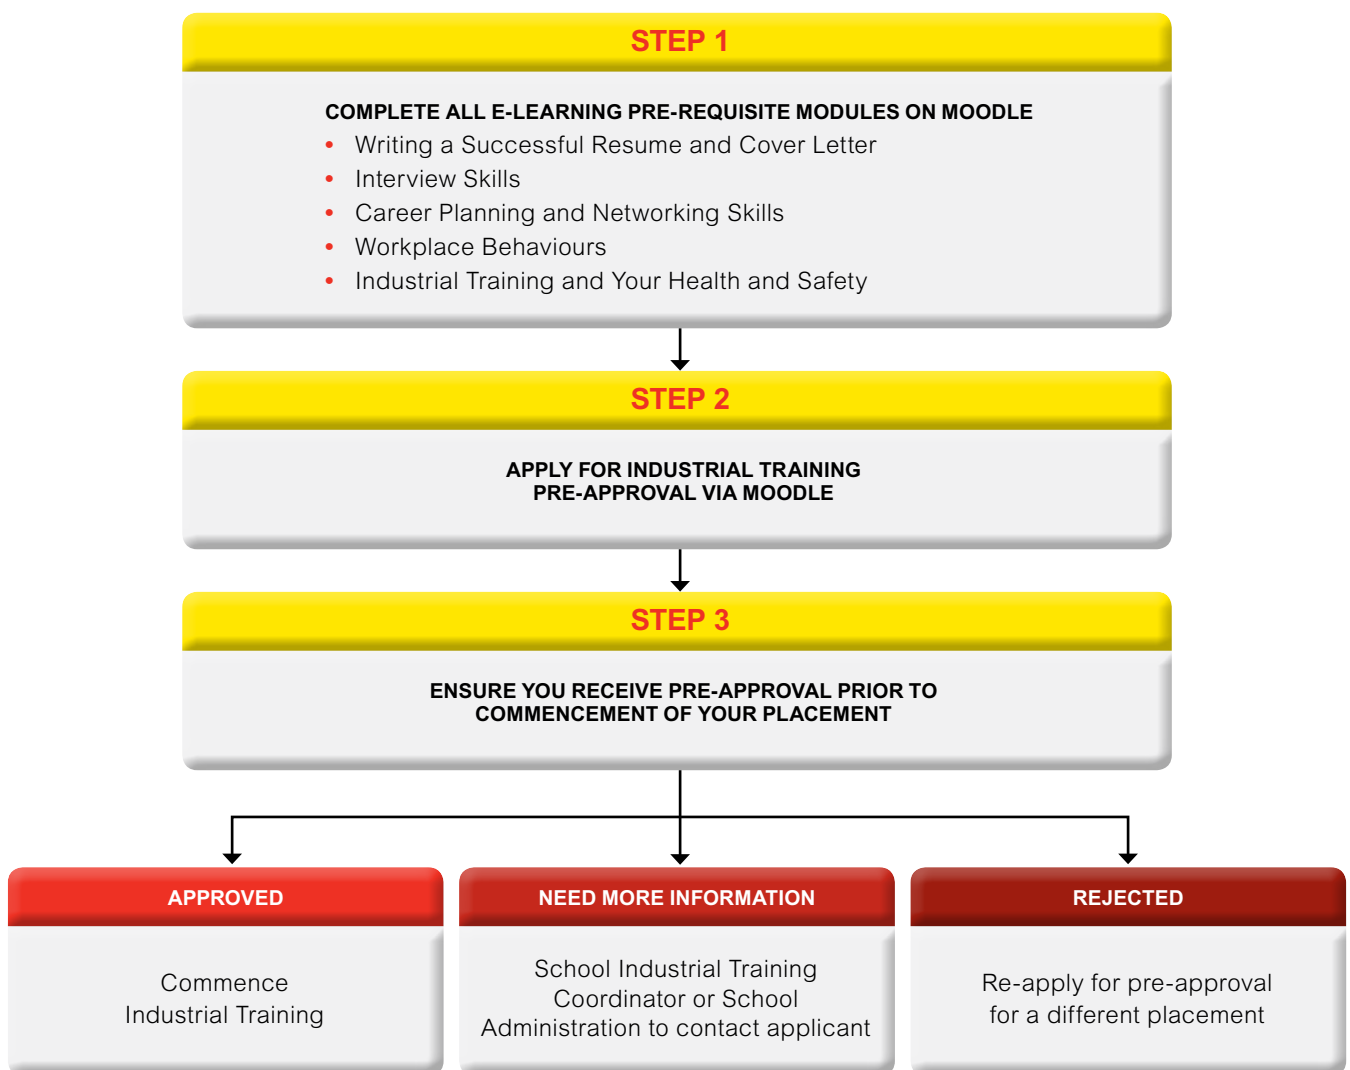 STEP 1
COMPLETE ALL E-LEARNING PRE-REQUISITE MODULES ON MOODLE
• Writing a Successful Resume and Cover Letter
• Interview Skills
• Career Planning and Networking Skills
• Workplace Behaviours
• Industrial Training and Your Health and Safety
STEP 2
APPLY FOR INDUSTRIAL TRAINING
PRE-APPROVAL VIA MOODLE
STEP 3
ENSURE YOU RECEIVE PRE-APPROVAL PRIOR TO
COMMENCEMENT OF YOUR PLACEMENT
APPROVED
Commence
Industrial Training
NEED MORE INFORMATION
School Industrial Training
Coordinator or School
Administration to contact applicant
REJECTED
Re-apply for pre-approval
for a different placement